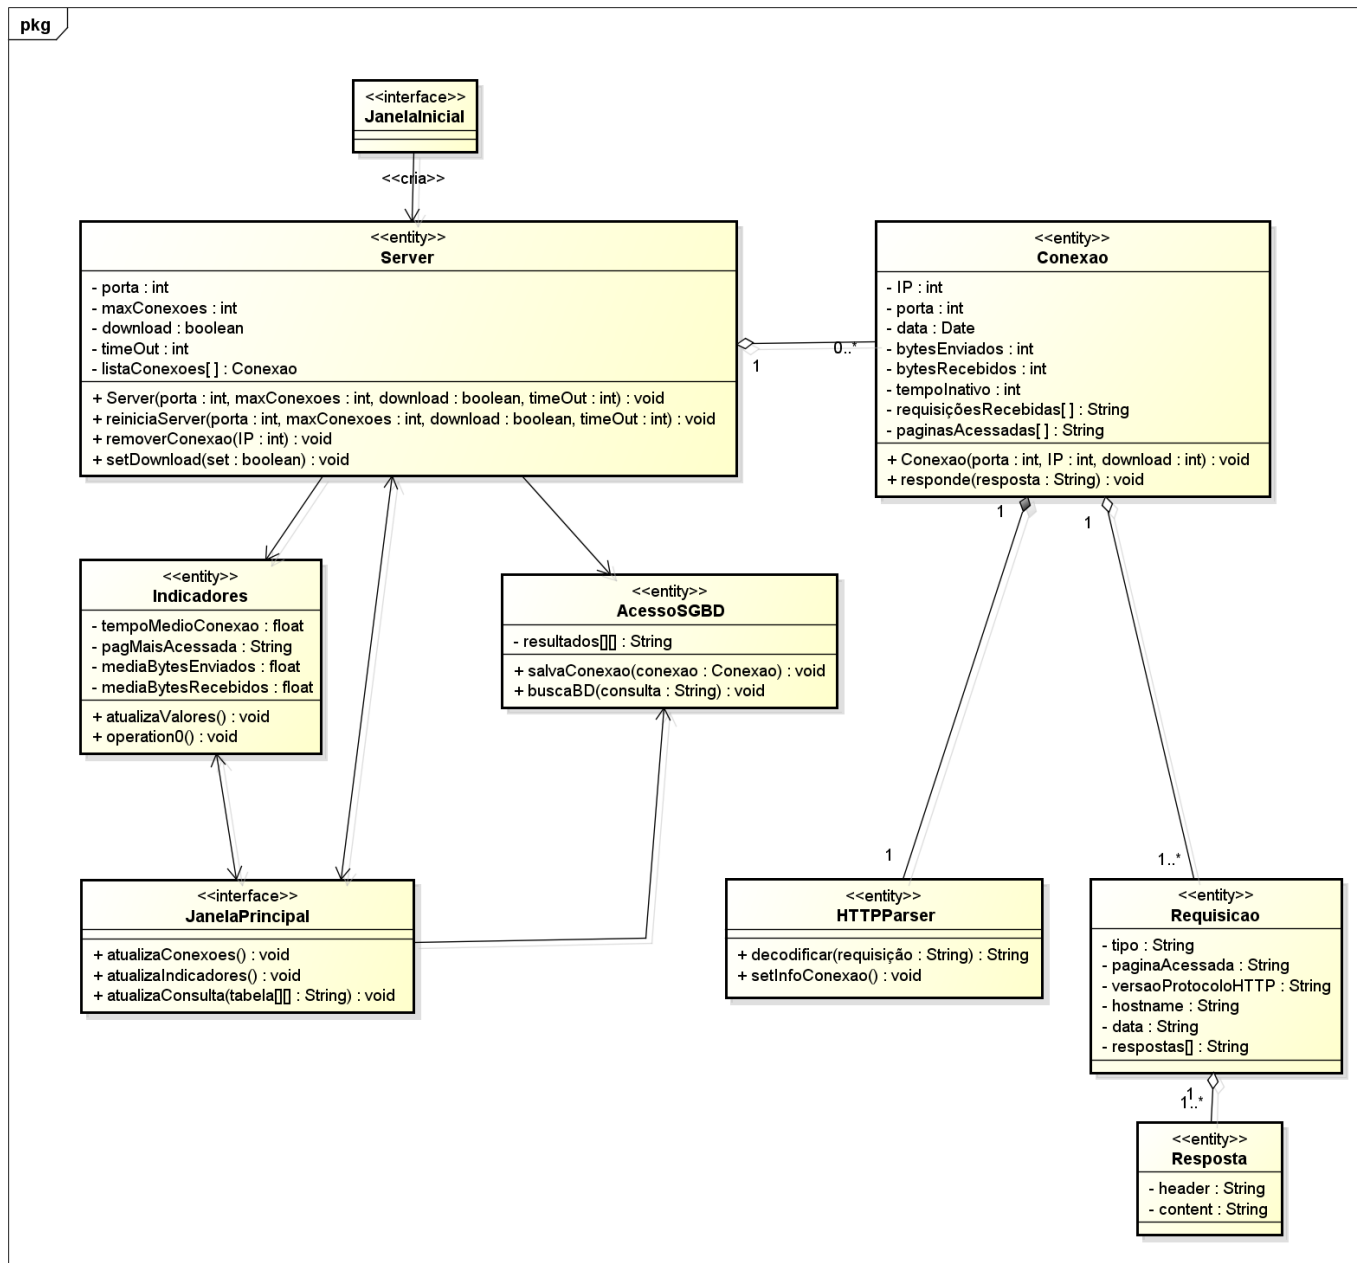 pkg
<<interface>>
JanelaInicial
<<cria>>
<<entity>>
Server
- porta : int
- maxConexoes : int
- download : boolean
- timeOut : int
- listaConexoes[ ] : Conexao
+ Server(porta : int, maxConexoes : int, download : boolean, timeOut : int) : void
+ reiniciaServer(porta : int, maxConexoes : int, download : boolean, timeOut : int) : void
+ removerConexao(IP : int) : void
+ setDownload(set : boolean) : void
1
0..*
<<entity>>
Conexao
- IP : int
- porta : int
- data : Date
- bytesEnviados : int
- bytesRecebidos : int
- tempoInativo : int
- requisiçõesRecebidas[ ] : String
- paginasAcessadas[ ] : String
+ Conexao(porta : int, IP : int, download : int) : void
+ responde(resposta : String) : void
1
1
<<entity>>
Indicadores
- tempoMedioConexao : float
- pagMaisAcessada : String
- mediaBytesEnviados : float
- mediaBytesRecebidos : float
+ atualizaValores() : void
+ operation0() : void
<<entity>>
AcessoSGBD
- resultados[][] : String
+ salvaConexao(conexao : Conexao) : void
+ buscaBD(consulta : String) : void
1
1..*
<<interface>>
JanelaPrincipal
+ atualizaConexoes() : void
+ atualizaIndicadores() : void
+ atualizaConsulta(tabela[][] : String) : void
<<entity>>
HTTPParser
+ decodificar(requisição : String) : String
+ setInfoConexao() : void
<<entity>>
Requisicao
- tipo : String
- paginaAcessada : String
- versaoProtocoloHTTP : String
- hostname : String
- data : String
- respostas[] : String
1
1..*
<<entity>>
Resposta
- header : String
- content : String